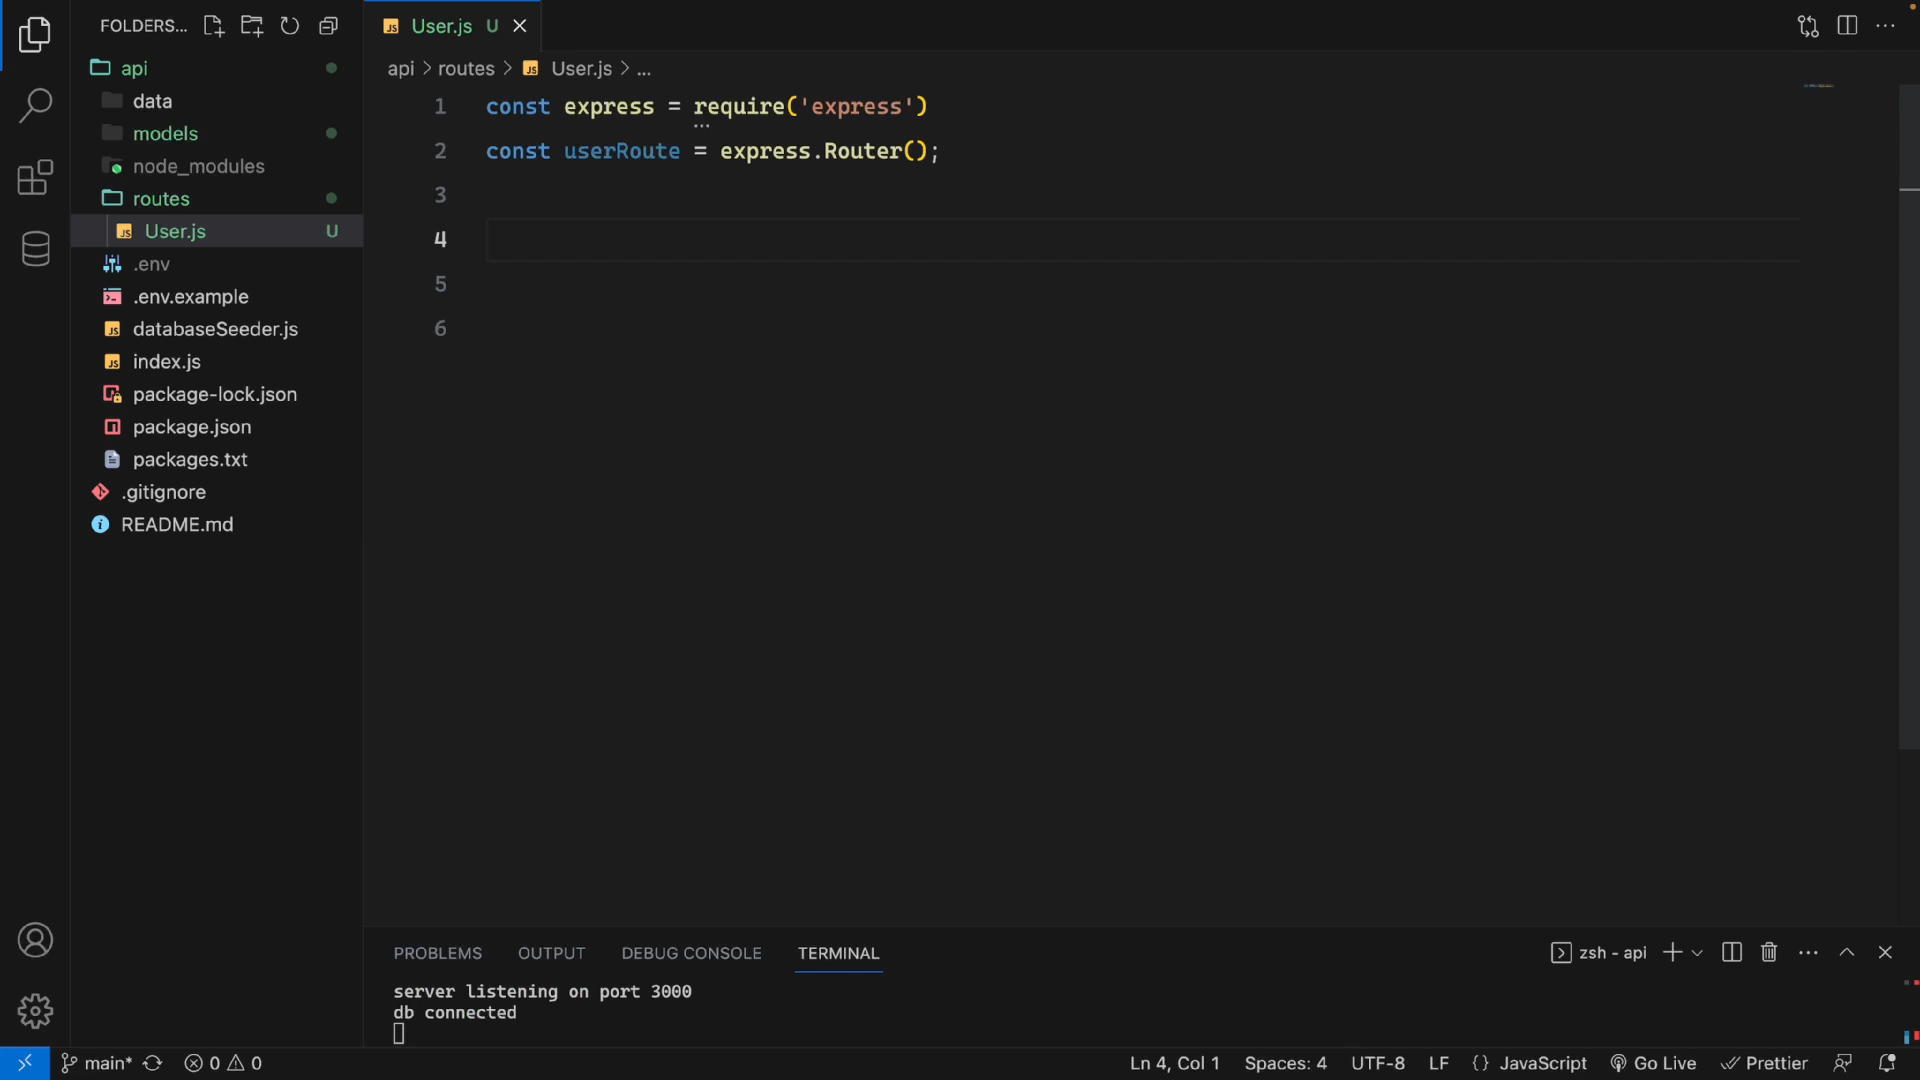 FOLDERS...
api
data
models
node_modules
routes
User.js U
.env
.env.example
databaseSeeder.js
index.js
package-lock.json
package.json
packages.txt
.gitignore
README.md
User.js U
api > routes > JS User.js > ...
1 const express = require('express')
2 const userRoute = express.Router();
3
4
5
6
PROBLEMS OUTPUT DEBUG CONSOLE TERMINAL
zsh - api
server listening on port 3000
db connected
main* 0 0 Ln 4, Col 1 Spaces: 4 UTF-8 LF {} JavaScript Go Live Prettier